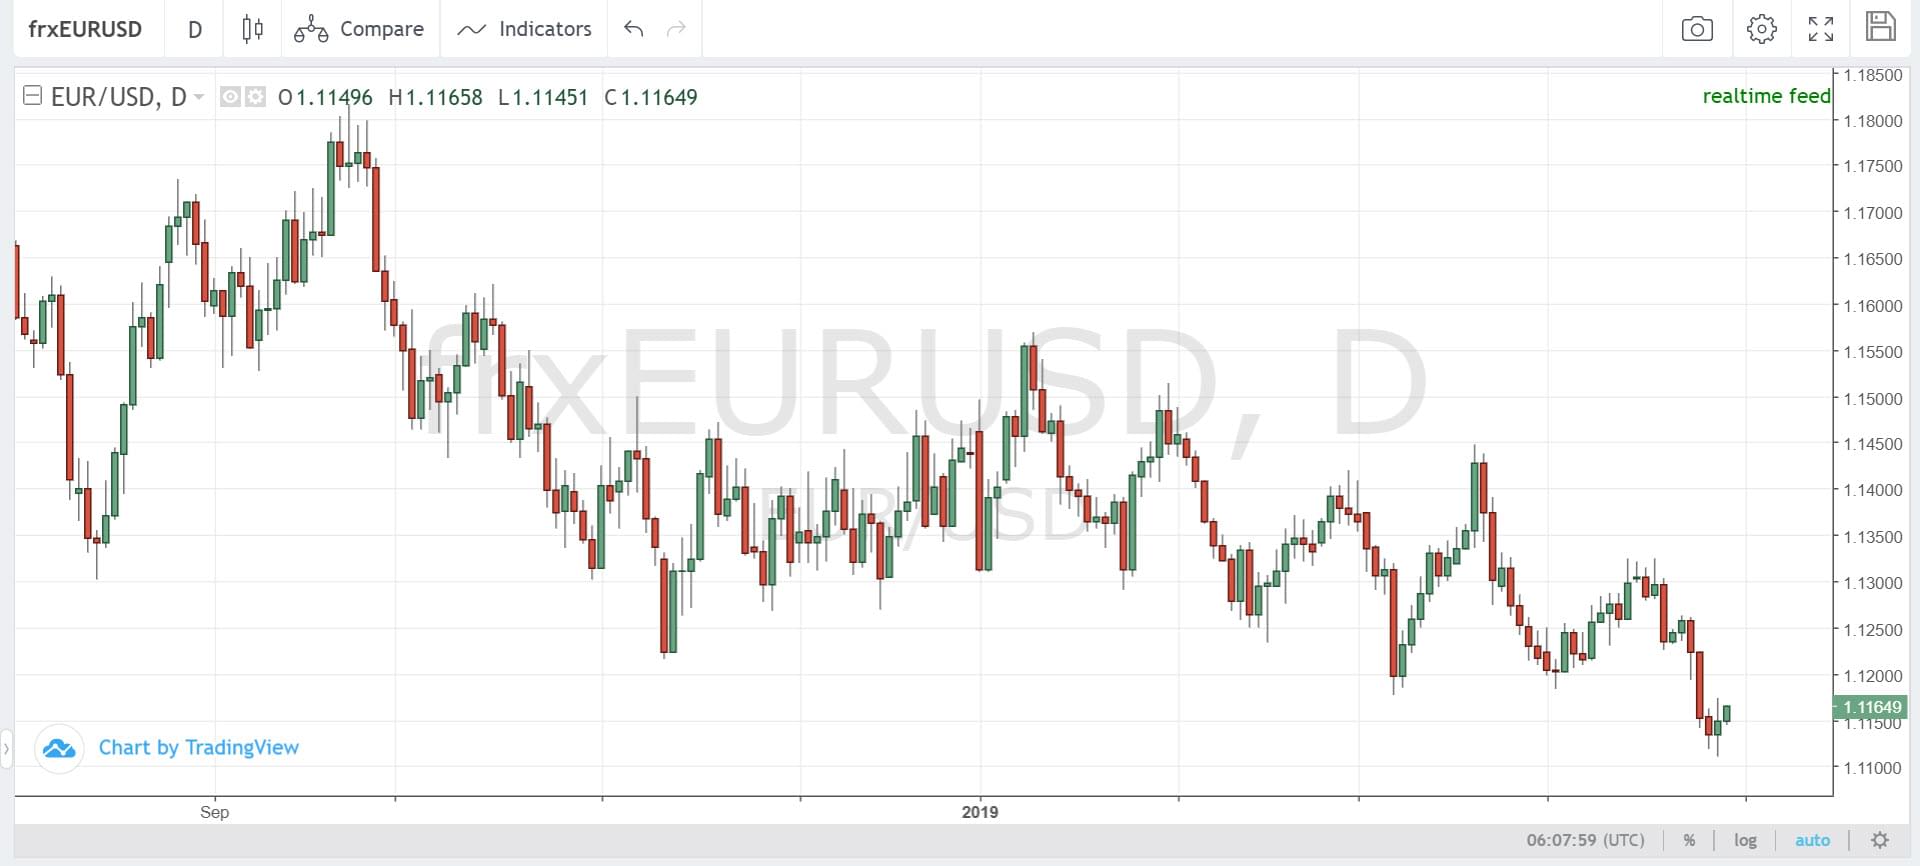 frxEURUSD D Compare Indicators
EUR/USD, D O1.11496 H1.11658 L1.11451 C1.11649
realtime feed
1.18500
1.18000
1.17500
1.17000
1.16500
1.16000
1.15500
1.15000
1.14500
1.14000
1.13500
1.13000
1.12500
1.12000
1.11649
1.11500
1.11000
frxEURUSD, D
EUR/USD
Chart by TradingView
Sep 2019
06:07:59 (UTC) % log auto